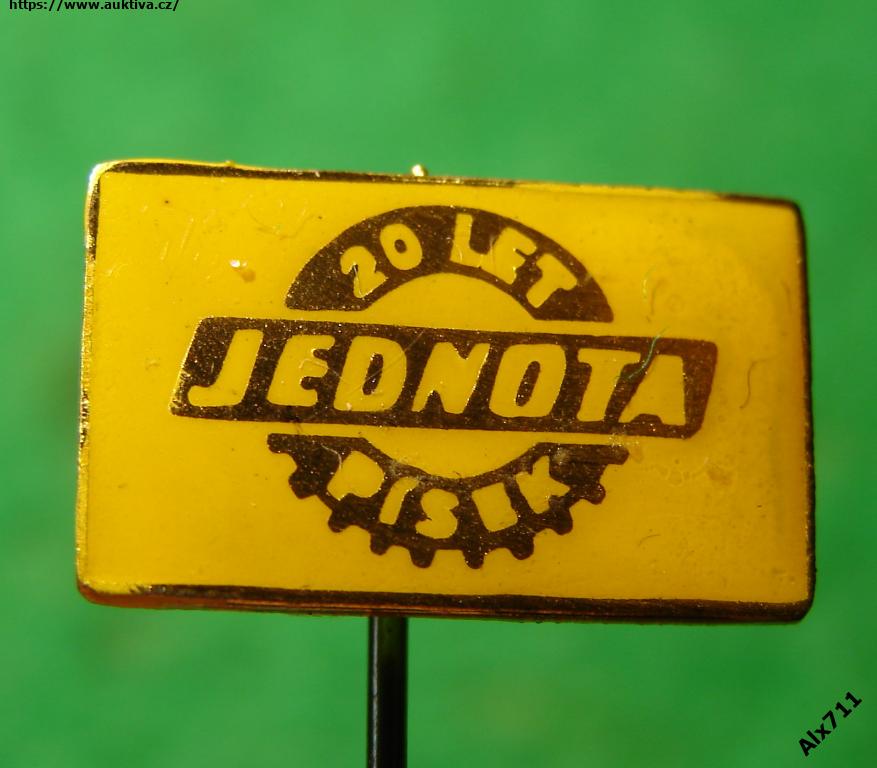 https://www.auktiva.cz/
20 LET
JEDNOTA
PISEK
Alx711